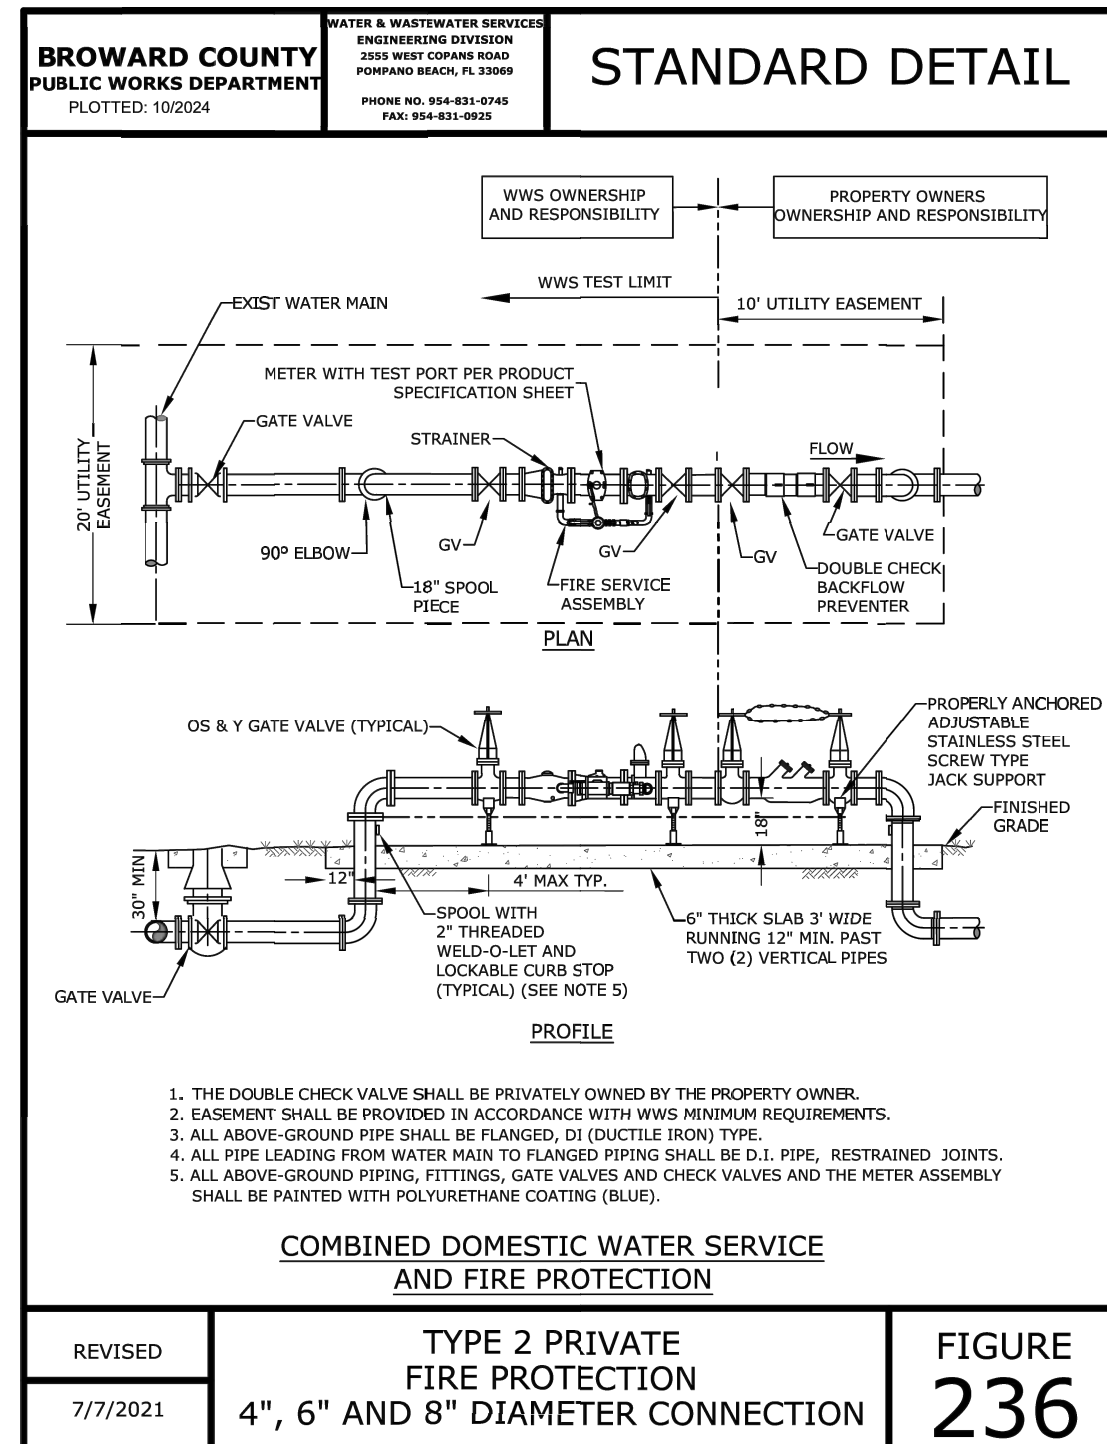 BROWARD COUNTY
PUBLIC WORKS DEPARTMENT
PLOTTED: 10/2024
WATER & WASTEWATER SERVICES
ENGINEERING DIVISION
2555 WEST COPANS ROAD
POMPANO BEACH, FL 33069
PHONE NO. 954-831-0745
FAX: 954-831-0925
STANDARD DETAIL
WWS OWNERSHIP
AND RESPONSIBILITY
PROPERTY OWNERS
OWNERSHIP AND RESPONSIBILITY
WWS TEST LIMIT
10' UTILITY EASEMENT
EXIST WATER MAIN
METER WITH TEST PORT PER PRODUCT
SPECIFICATION SHEET
GATE VALVE
STRAINER
FLOW
20' UTILITY
EASEMENT
90º ELBOW
GV
GV
GV
GATE VALVE
18" SPOOL
PIECE
FIRE SERVICE
ASSEMBLY
DOUBLE CHECK
BACKFLOW
PREVENTER
PLAN
OS & Y GATE VALVE (TYPICAL)
PROPERLY ANCHORED
ADJUSTABLE
STAINLESS STEEL
SCREW TYPE
JACK SUPPORT
FINISHED
GRADE
18"
30" MIN
12"
4' MAX TYP.
SPOOL WITH
2" THREADED
WELD-O-LET AND
LOCKABLE CURB STOP
(TYPICAL) (SEE NOTE 5)
6" THICK SLAB 3' WIDE
RUNNING 12" MIN. PAST
TWO (2) VERTICAL PIPES
GATE VALVE
PROFILE
1. THE DOUBLE CHECK VALVE SHALL BE PRIVATELY OWNED BY THE PROPERTY OWNER.
2. EASEMENT SHALL BE PROVIDED IN ACCORDANCE WITH WWS MINIMUM REQUIREMENTS.
3. ALL ABOVE-GROUND PIPE SHALL BE FLANGED, DI (DUCTILE IRON) TYPE.
4. ALL PIPE LEADING FROM WATER MAIN TO FLANGED PIPING SHALL BE D.I. PIPE, RESTRAINED JOINTS.
5. ALL ABOVE-GROUND PIPING, FITTINGS, GATE VALVES AND CHECK VALVES AND THE METER ASSEMBLY
SHALL BE PAINTED WITH POLYURETHANE COATING (BLUE).
COMBINED DOMESTIC WATER SERVICE
AND FIRE PROTECTION
REVISED
7/7/2021
TYPE 2 PRIVATE
FIRE PROTECTION
4", 6" AND 8" DIAMETER CONNECTION
FIGURE
236